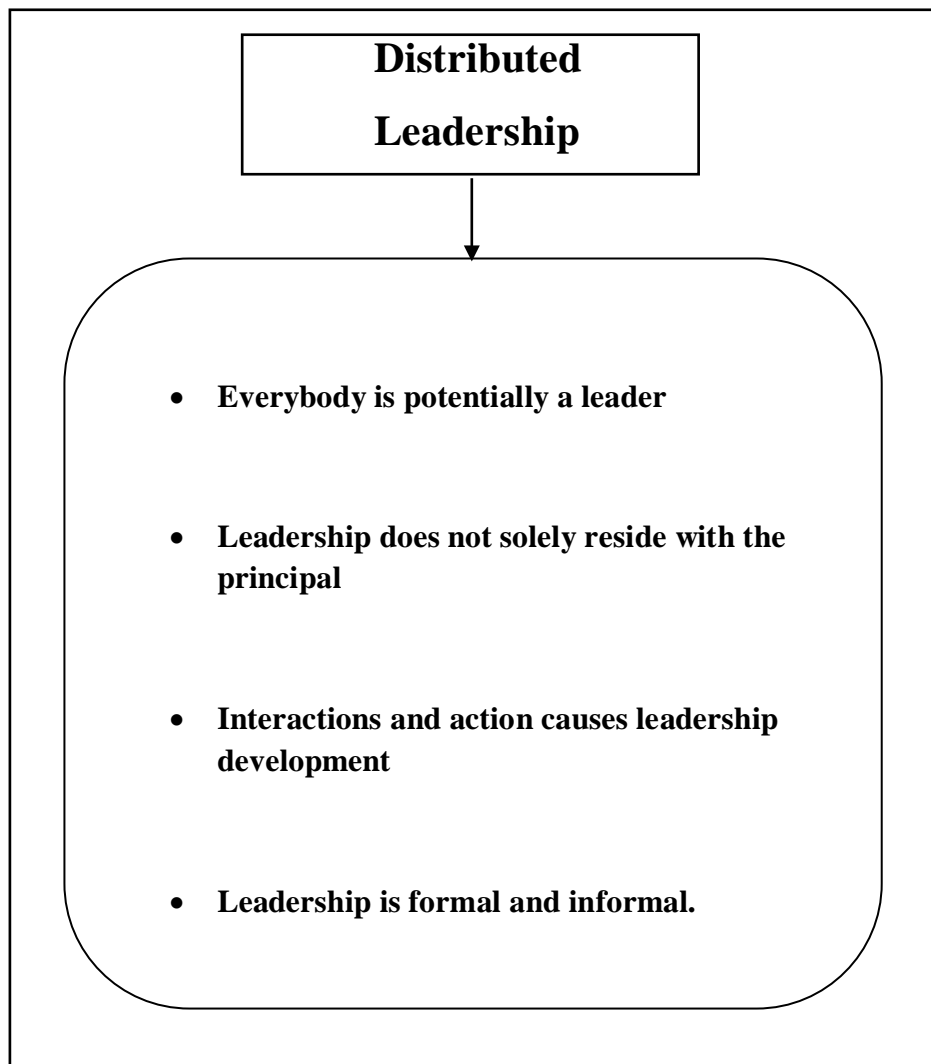 Distributed
Leadership
• Everybody is potentially a leader
• Leadership does not solely reside with the
principal
• Interactions and action causes leadership
development
• Leadership is formal and informal.